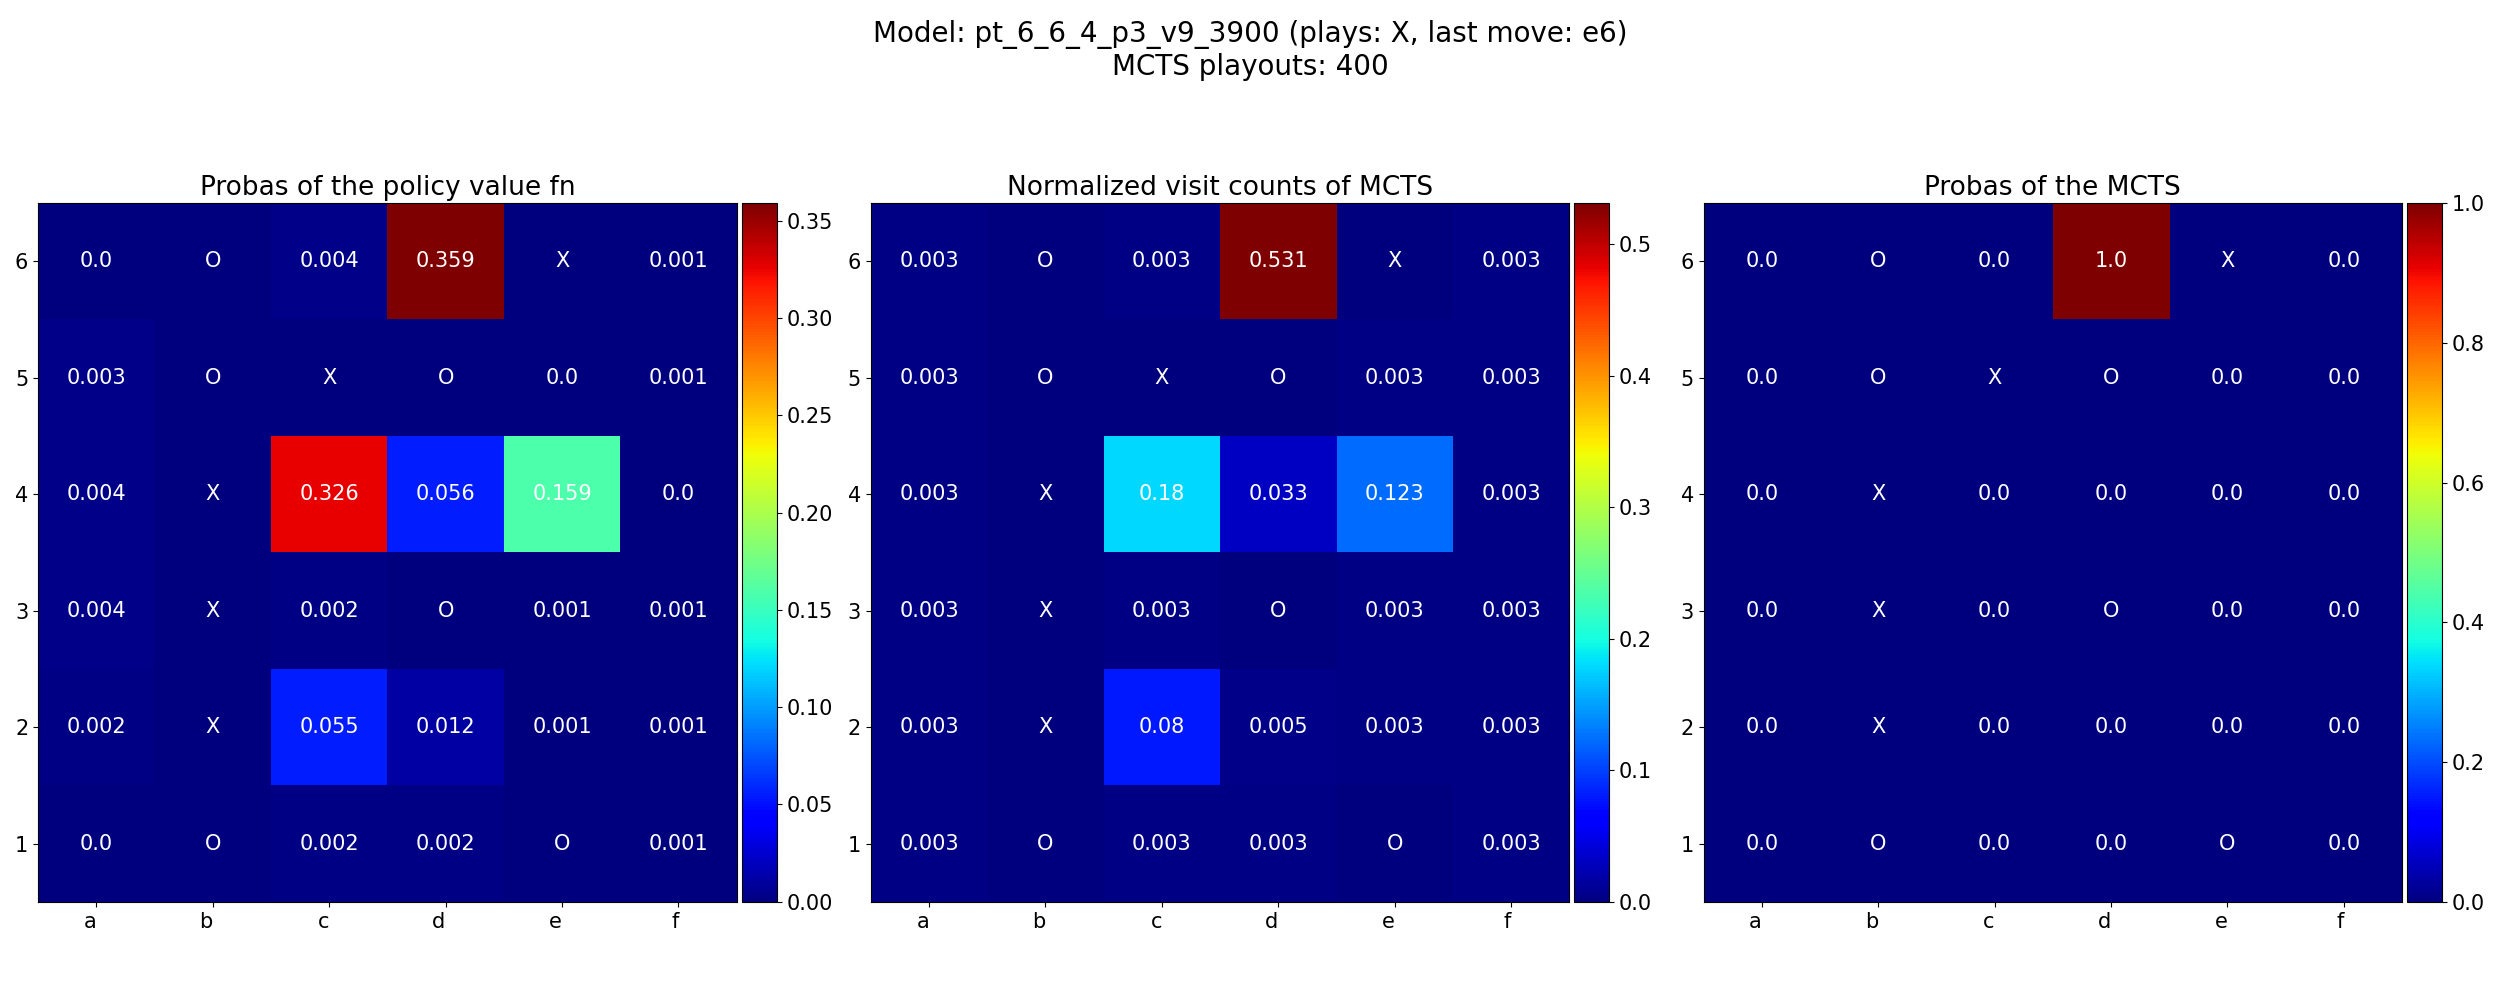 Model: pt_6_6_4_p3_v9_3900 (plays: X, last move: e6)
MCTS playouts: 400
Probas of the policy value fn
6 0.0 O 0.004 0.359 X 0.001
5 0.003 O X O 0.0 0.001
4 0.004 X 0.326 0.056 0.159 0.0
3 0.004 X 0.002 O 0.001 0.001
2 0.002 X 0.055 0.012 0.001 0.001
1 0.0 O 0.002 0.002 O 0.001
a b c d e f
0.35
0.30
0.25
0.20
0.15
0.10
0.05
0.00
Normalized visit counts of MCTS
6 0.003 O 0.003 0.531 X 0.003
5 0.003 O X O 0.003 0.003
4 0.003 X 0.18 0.033 0.123 0.003
3 0.003 X 0.003 O 0.003 0.003
2 0.003 X 0.08 0.005 0.003 0.003
1 0.003 O 0.003 0.003 O 0.003
a b c d e f
0.5
0.4
0.3
0.2
0.1
0.0
Probas of the MCTS
6 0.0 O 0.0 1.0 X 0.0
5 0.0 O X O 0.0 0.0
4 0.0 X 0.0 0.0 0.0 0.0
3 0.0 X 0.0 O 0.0 0.0
2 0.0 X 0.0 0.0 0.0 0.0
1 0.0 O 0.0 0.0 O 0.0
a b c d e f
1.0
0.8
0.6
0.4
0.2
0.0